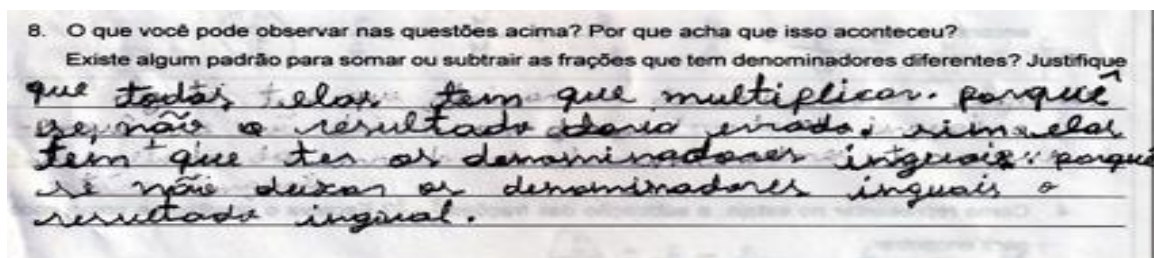 8. O que você pode observar nas questões acima? Por que acha que isso aconteceu?
Existe algum padrão para somar ou subtrair as frações que tem denominadores diferentes? Justifique
que todas elas tem que multiplicar. porquê
se não o resultado daria errado, sim elas
tem que ter os denominadores inguais: porquê
se não deixar os denominadores inguais o
resultado ingual.